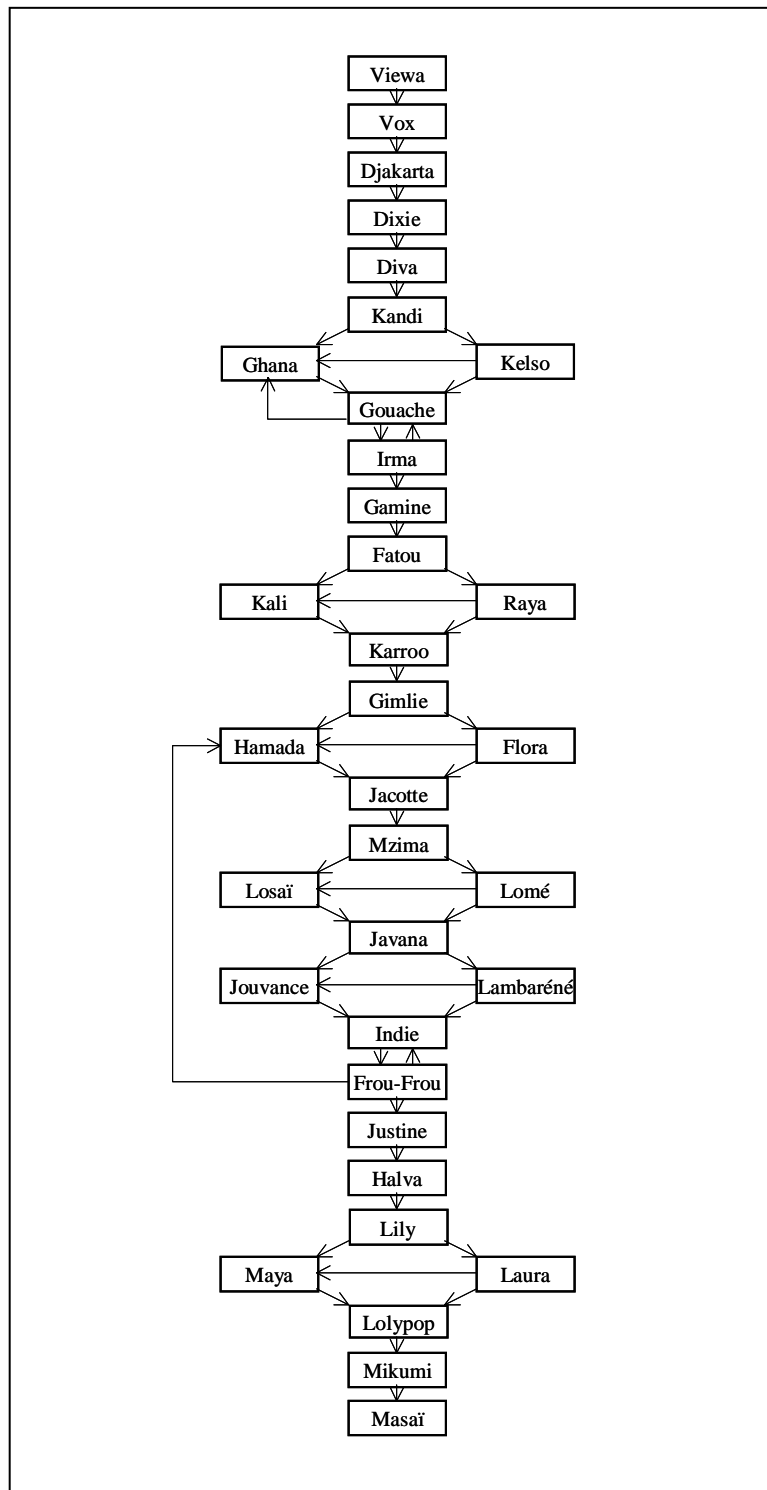 Viewa
Vox
Djakarta
Dixie
Diva
Kandi
Ghana
Kelso
Gouache
Irma
Gamine
Fatou
Kali
Raya
Karroo
Gimlie
Hamada
Flora
Jacotte
Mzima
Losaï
Lomé
Javana
Jouvance
Lambaréné
Indie
Frou-Frou
Justine
Halva
Lily
Maya
Laura
Lolypop
Mikumi
Masaï